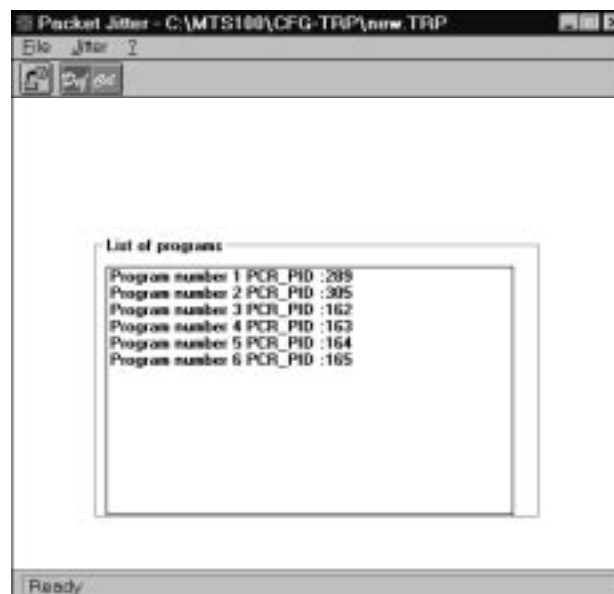 Packet Jitter - C:\MTS100\CFG-TRP\new.TRP
File Jitter ?
Def
List of programs
Program number 1 PCR_PID :289
Program number 2 PCR_PID :305
Program number 3 PCR_PID :162
Program number 4 PCR_PID :163
Program number 5 PCR_PID :164
Program number 6 PCR_PID :165
Ready